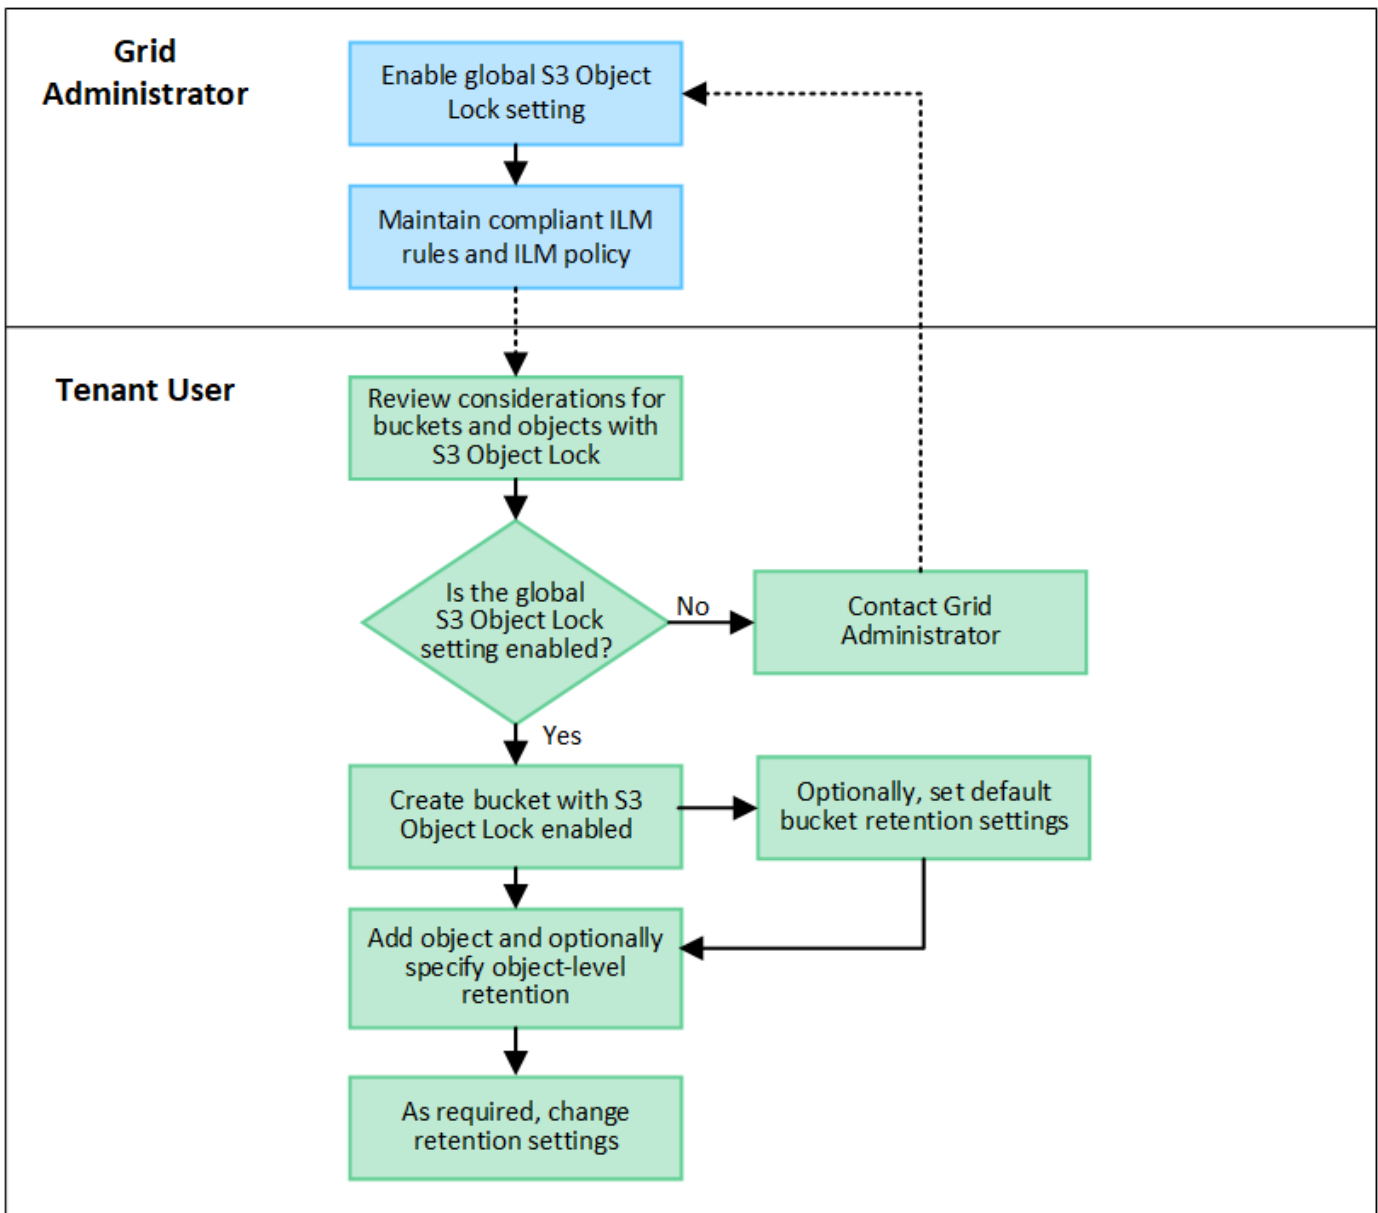 Grid
Administrator
Enable global S3 Object
Lock setting
Maintain compliant ILM
rules and ILM policy
Tenant User
Review considerations for
buckets and objects with
S3 Object Lock
Is the global
S3 Object Lock
setting enabled?
No
Contact Grid
Administrator
Yes
Create bucket with S3
Object Lock enabled
Optionally, set default
bucket retention settings
Add object and optionally
specify object-level
retention
As required, change
retention settings